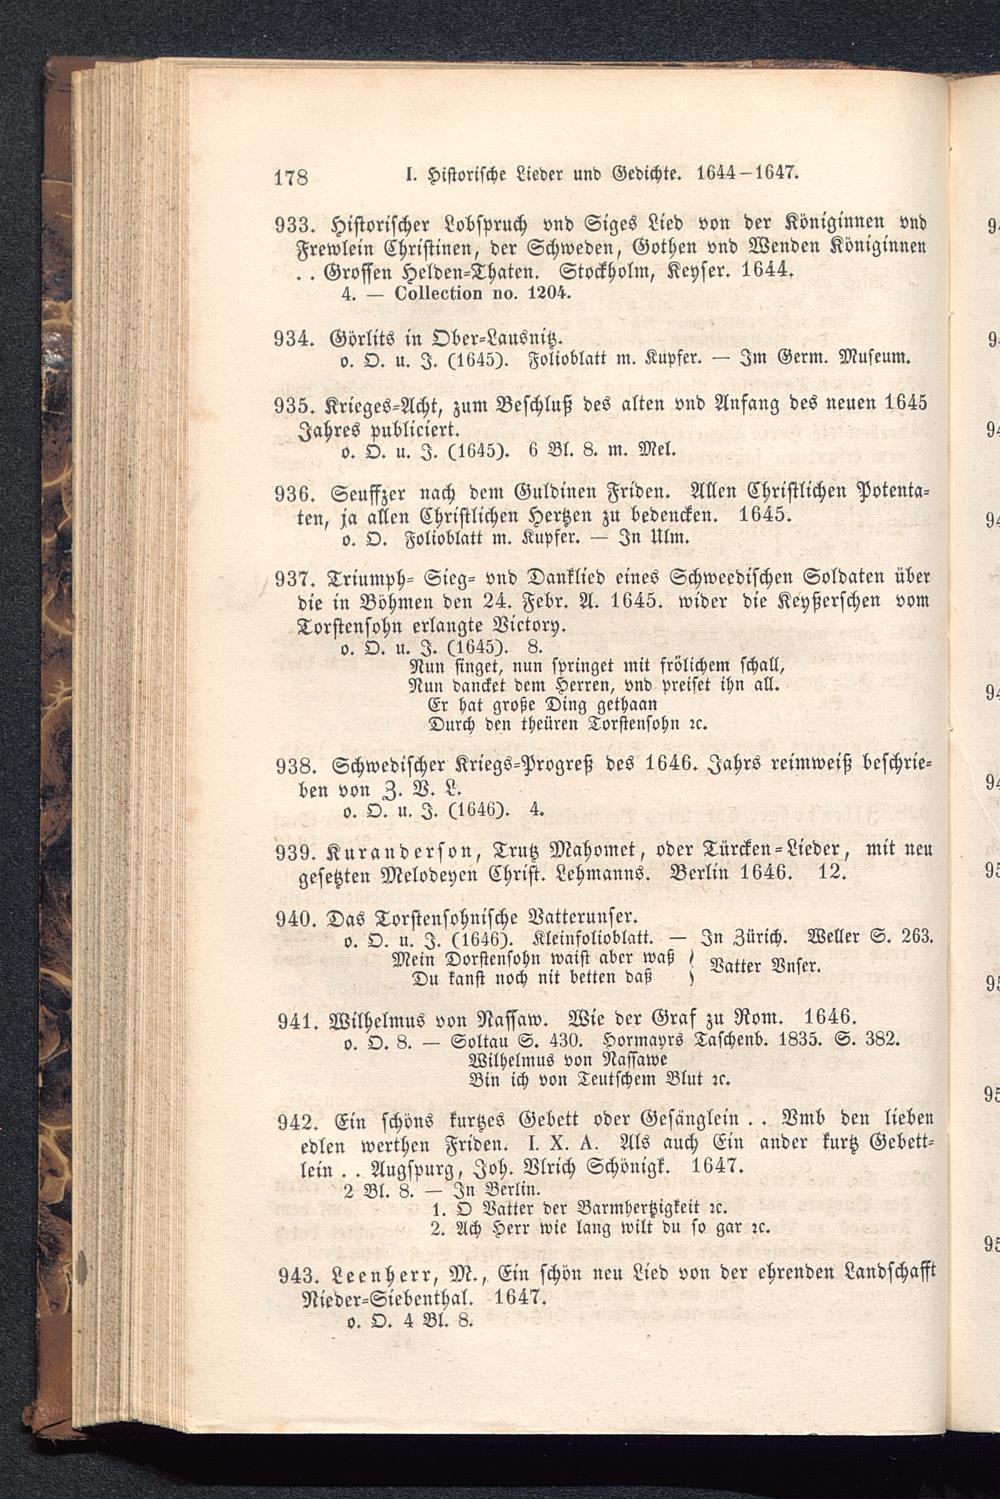 178 I. Historische Lieder und Gedichte. 1644–1647.
933. Historischer Lobspruch vnd Siges Lied von der Königinnen vnd
Frewlein Christinen, der Schweden, Gothen vnd Wenden Königinnen
. . Grossen Helden-Thaten. Stockholm, Keyser. 1644.
4. — Collection no. 1204.
934. Görlits in Ober-Lausnitz.
o. O. u. J. (1645). Folioblatt m. Kupfer. — Im Germ. Museum.
935. Krieges-Acht, zum Beschluß des alten vnd Anfang des neuen 1645
Jahres publiciert.
o. O. u. J. (1645). 6 Bl. 8. m. Mel.
936. Seuffzer nach dem Guldinen Friden. Allen Christlichen Potenta-
ten, ja allen Christlichen Hertzen zu bedencken. 1645.
o. O. Folioblatt m. Kupfer. — In Ulm.
937. Triumph- Sieg- vnd Danklied eines Schweedischen Soldaten über
die in Böhmen den 24. Febr. A. 1645. wider die Keyßerschen vom
Torstensohn erlangte Victory.
o. O. u. J. (1645). 8.
Nun singet, nun springet mit frölichem schall,
Nun dancket dem Herren, vnd preiset ihn all.
Er hat große Ding gethaan
Durch den theüren Torstensohn ꝛc.
938. Schwedischer Kriegs-Progreß des 1646. Jahrs reimweiß beschrie-
ben von Z. V. L.
o. O. u. J. (1646). 4.
939. Kuranderson, Trutz Mahomet, oder Türcken-Lieder, mit neu
gesetzten Melodeyen Christ. Lehmanns. Berlin 1646. 12.
940. Das Torstensohnische Vatterunser.
o. O. u. J. (1646). Kleinfolioblatt. — In Zürich. Weller S. 263.
Mein Dorstensohn waist aber waß } Vatter Vnser.
Du kanst noch nit betten daß
941. Wilhelmus von Nassaw. Wie der Graf zu Rom. 1646.
o. O. 8. — Soltau S. 430. Hormayrs Taschenb. 1835. S. 382.
Wilhelmus von Nassawe
Bin ich von Teutschem Blut ꝛc.
942. Ein schöns kurtzes Gebett oder Gesänglein . . Vmb den lieben
edlen werthen Friden. I. X. A. Als auch Ein ander kurtz Gebett-
lein . . Augspurg, Joh. Vlrich Schönigk. 1647.
2 Bl. 8. — In Berlin.
1. O Vatter der Barmhertzigkeit ꝛc.
2. Ach Herr wie lang wilt du so gar ꝛc.
943. Leenherr, M., Ein schön neu Lied von der ehrenden Landschafft
Nieder-Siebenthal. 1647.
o. O. 4 Bl. 8.